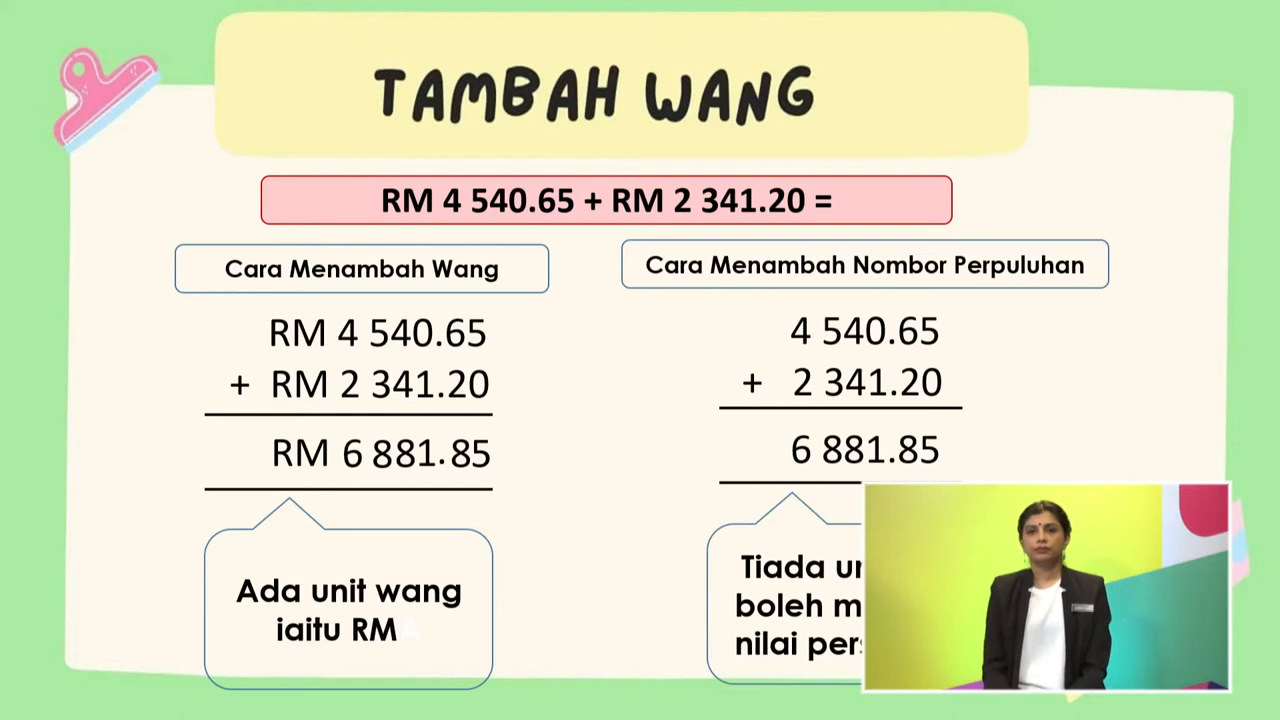 TAMBAH WANG
RM 4 540.65 + RM 2 341.20 =
Cara Menambah Wang
RM 4 540.65
+ RM 2 341.20
RM 6 881.85
Ada unit wang
iaitu RM
Cara Menambah Nombor Perpuluhan
4 540.65
+ 2 341.20
6 881.85
Tiada
boleh
nilai